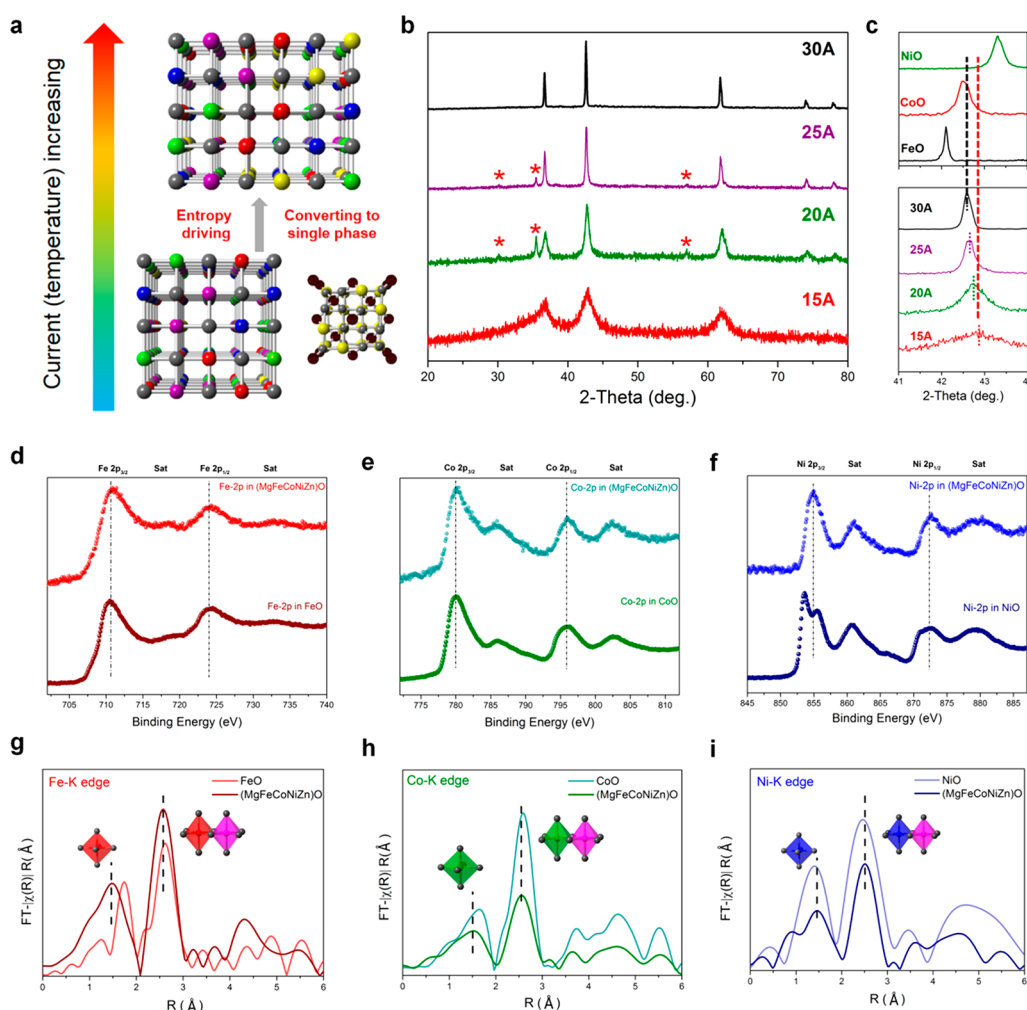 a
Current (temperature) increasing
Entropy
driving
Converting to
single phase
b
30A
25A
*
*
*
20A
*
*
*
15A
20 30 40 50 60 70 80
2-Theta (deg.)
c
NiO
CoO
FeO
30A
25A
20A
15A
41 42 43 44
2-Theta (deg.)
d
Fe 2p3/2 Sat Fe 2p1/2 Sat
Fe-2p in (MgFeCoNiZn)O
Fe-2p in FeO
705 710 715 720 725 730 735 740
Binding Energy (eV)
e
Co 2p3/2 Sat Co 2p1/2 Sat
Co-2p in (MgFeCoNiZn)O
Co-2p in CoO
775 780 785 790 795 800 805 810
Binding Energy (eV)
f
Ni 2p3/2 Sat Ni 2p1/2 Sat
Ni-2p in (MgFeCoNiZn)O
Ni-2p in NiO
845 850 855 860 865 870 875 880 885
Binding Energy (eV)
g
Fe-K edge
FeO
(MgFeCoNiZn)O
FT-|χ(R)| R(Å)
0 1 2 3 4 5 6
R (Å)
h
Co-K edge
CoO
(MgFeCoNiZn)O
FT-|χ(R)| R(Å)
0 1 2 3 4 5 6
R (Å)
i
Ni-K edge
NiO
(MgFeCoNiZn)O
FT-|χ(R)| R(Å)
0 1 2 3 4 5 6
R (Å)